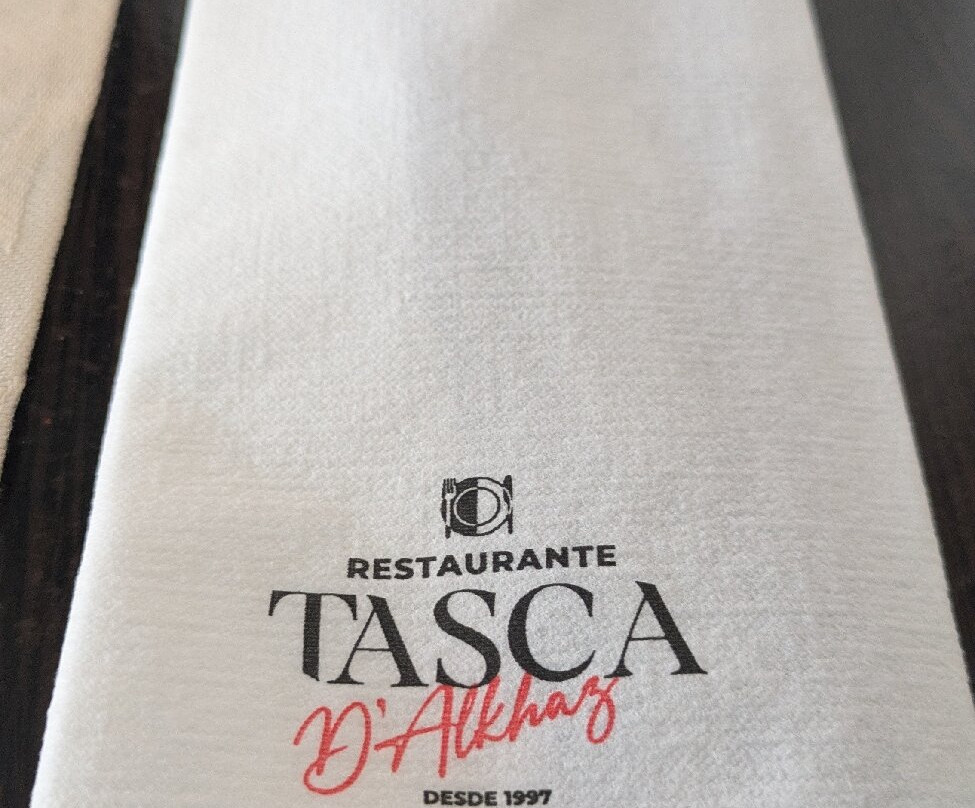 RESTAURANTE
TASCA
D'Alkhaz
DESDE 1997